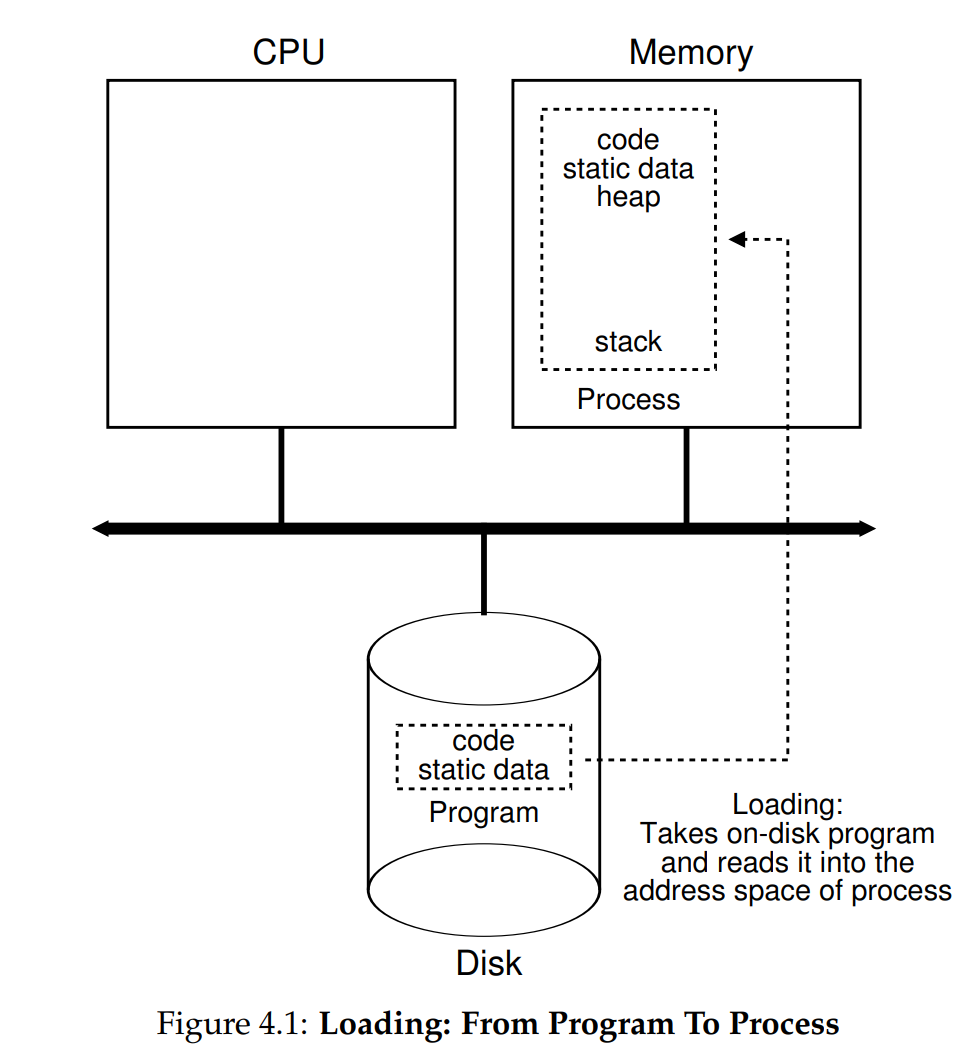 CPU
Memory
code
static data
heap
stack
Process
code
static data
Program
Loading:
Takes on-disk program
and reads it into the
address space of process
Disk
Figure 4.1: Loading: From Program To Process